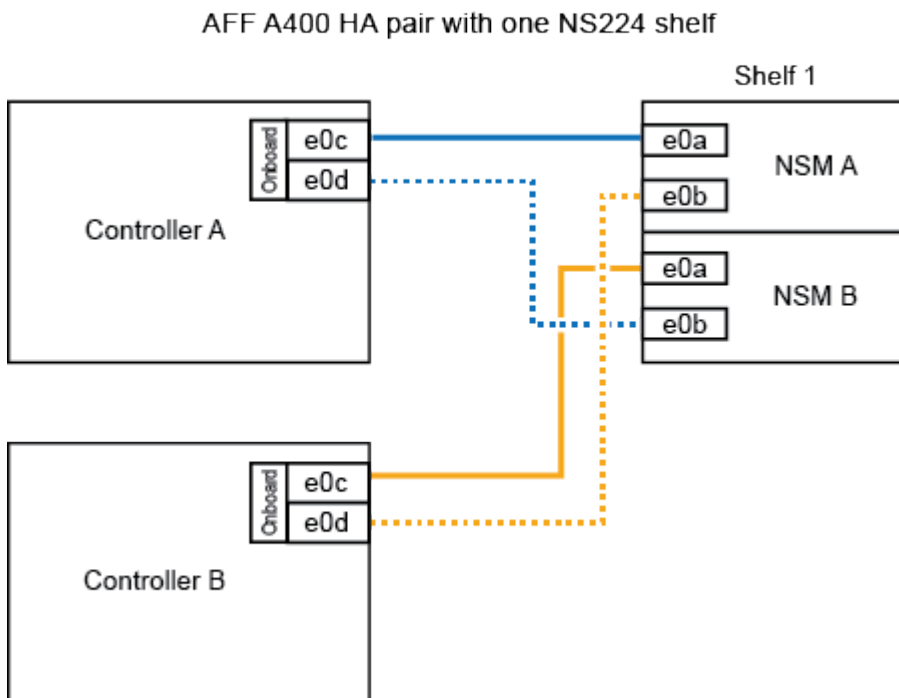 AFF A400 HA pair with one NS224 shelf
Shelf 1
Onboard
e0c
e0d
Controller A
e0a
e0b
NSM A
e0a
e0b
NSM B
Onboard
e0c
e0d
Controller B